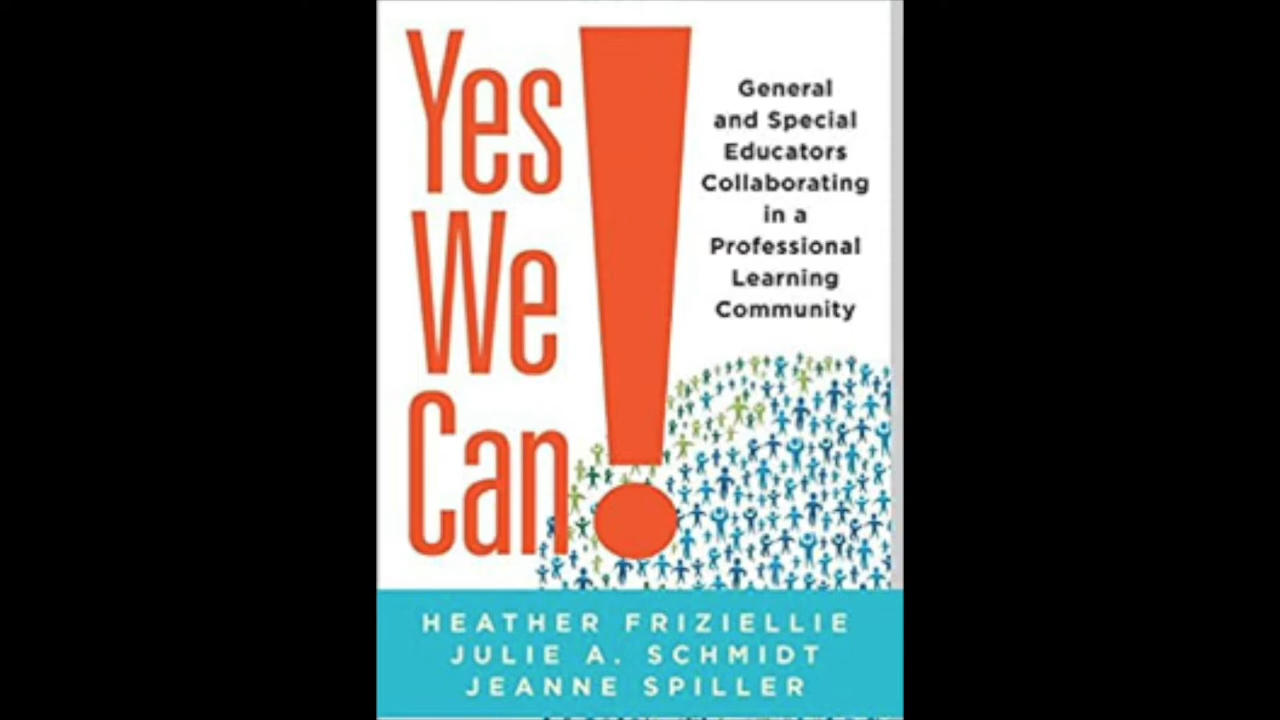 Yes
We
Can!
General
and Special
Educators
Collaborating
in a
Professional
Learning
Community
HEATHER FRIZIELLIE
JULIE A. SCHMIDT
JEANNE SPILLER